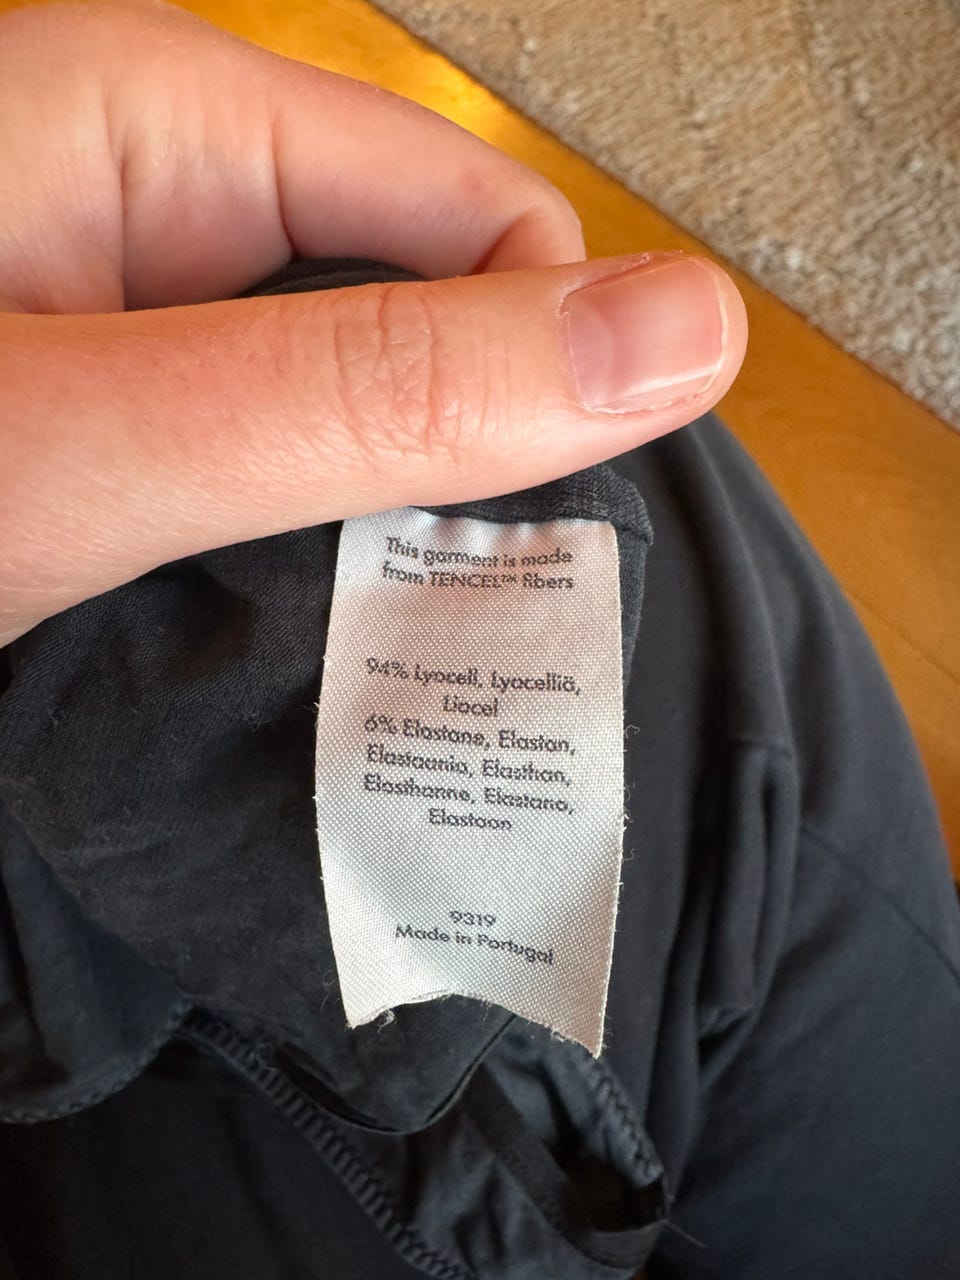 This garment is made
from TENCEL™ fibers
94% Lyocell, Lyocelliä,
Liocel
6% Elastane, Elastan,
Elastaania, Elasthan,
Elasthanne, Elastano,
Elastaan
9319
Made in Portugal